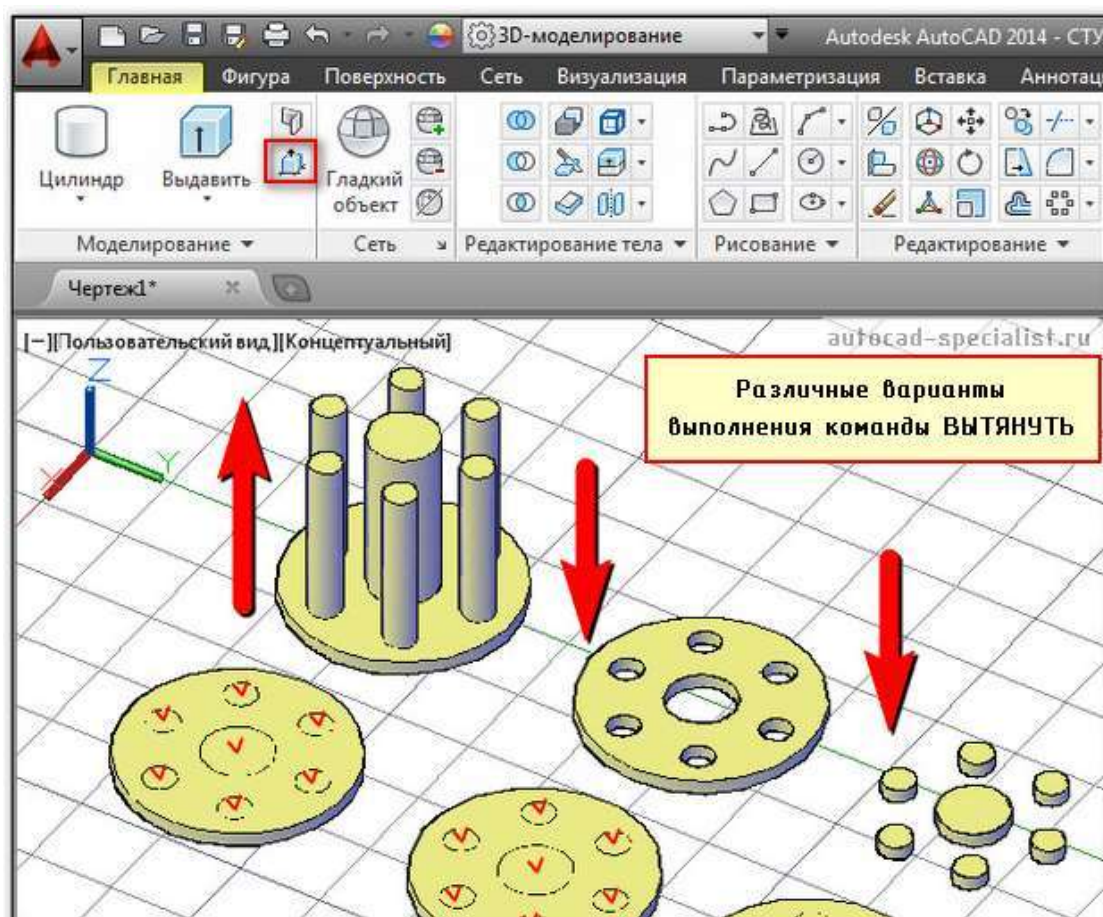 3D-моделирование
Autodesk AutoCAD 2014 - СТУ
Главная Фигура Поверхность Сеть Визуализация Параметризация Вставка Аннотац
Цилиндр
Выдавить
Гладкий
объект
Моделирование
Сеть
Редактирование тела
Рисование
Редактирование
Чертеж1*
[−][Пользовательский вид][Концептуальный]
autocad-specialist.ru
Различные варианты
выполнения команды ВЫТЯНУТЬ
Z
X
Y